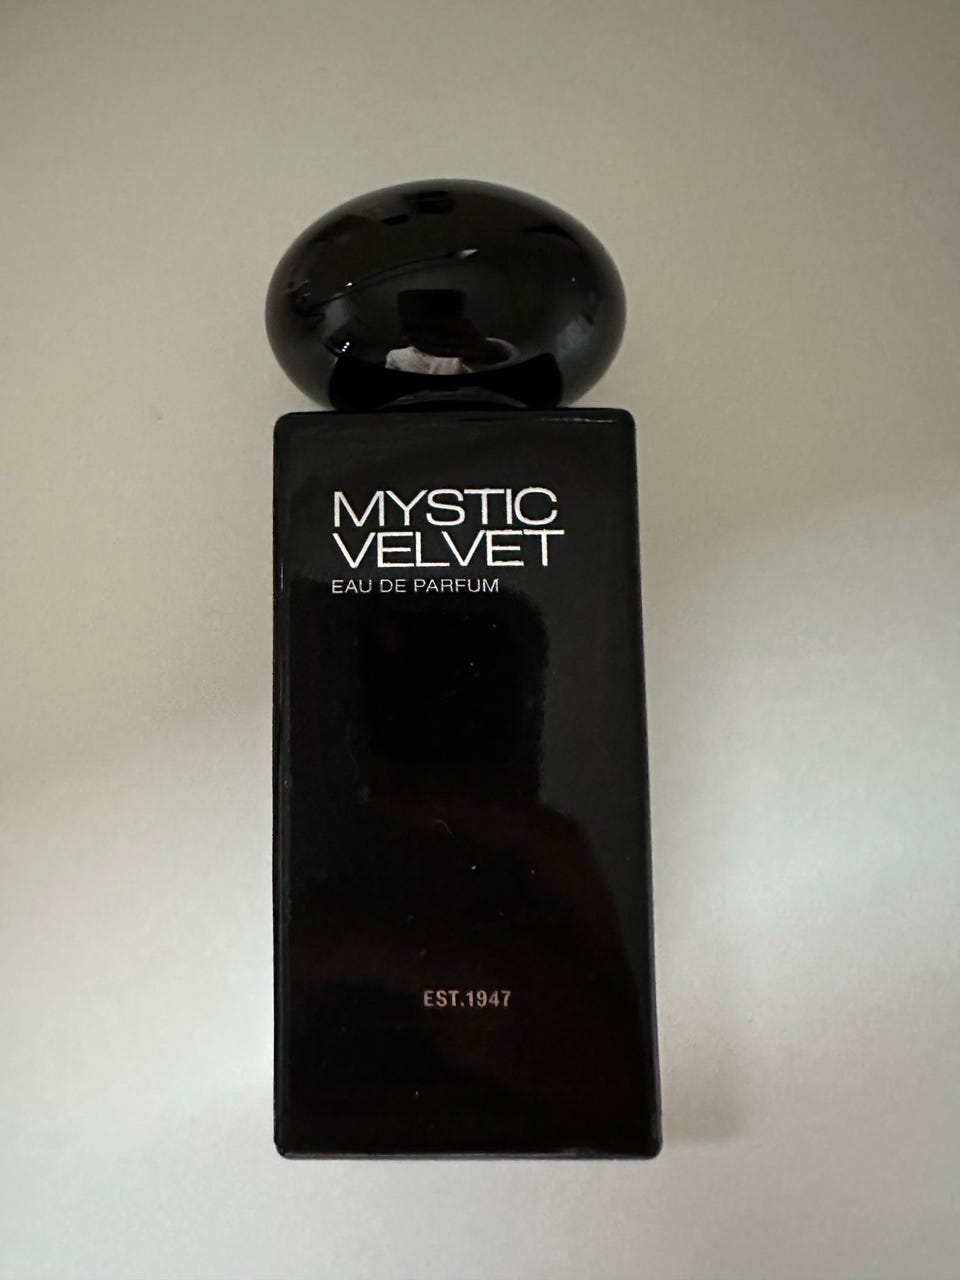 MYSTIC
VELVET
EAU DE PARFUM
EST.1947